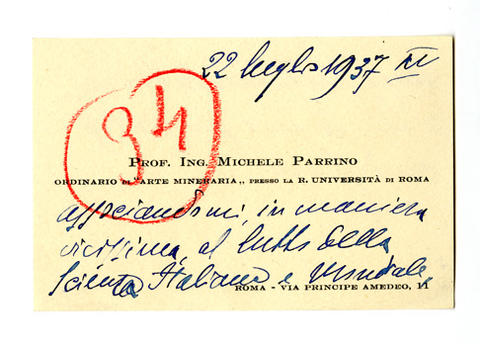 22 luglio 1937 XV
34
PROF. ING. MICHELE PARRINO
ORDINARIO DI "ARTE MINERARIA„ PRESSO LA R. UNIVERSITÀ DI ROMA
associandomi, in maniera
vivissima, al lutto della
Scienza Italiana e Mondiale,
ROMA - VIA PRINCIPE AMEDEO, 11